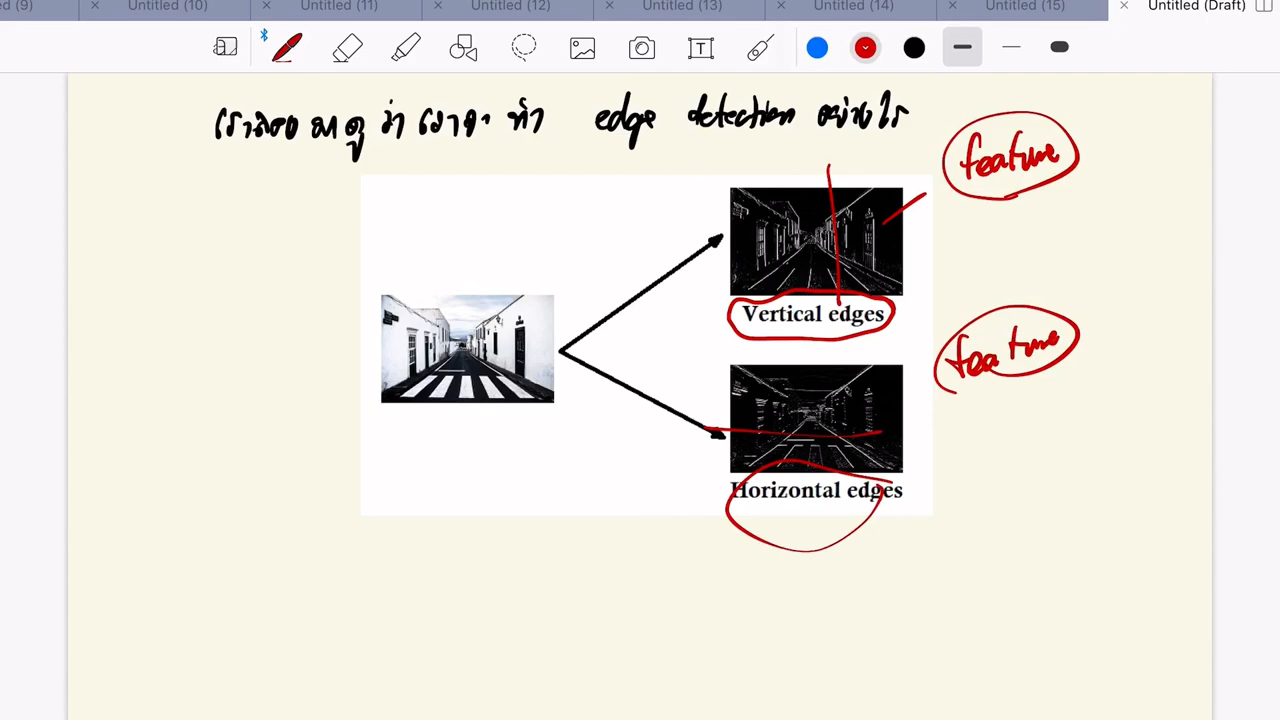 (9)
Untitled (10)
Untitled (11)
Untitled (12)
Untitled (13)
Untitled (14)
Untitled (15)
Untitled (Draft)
T
เราลองมาดูว่าเราจะทำ edge detection อย่างไร
feature
Vertical edges
feature
Horizontal edges